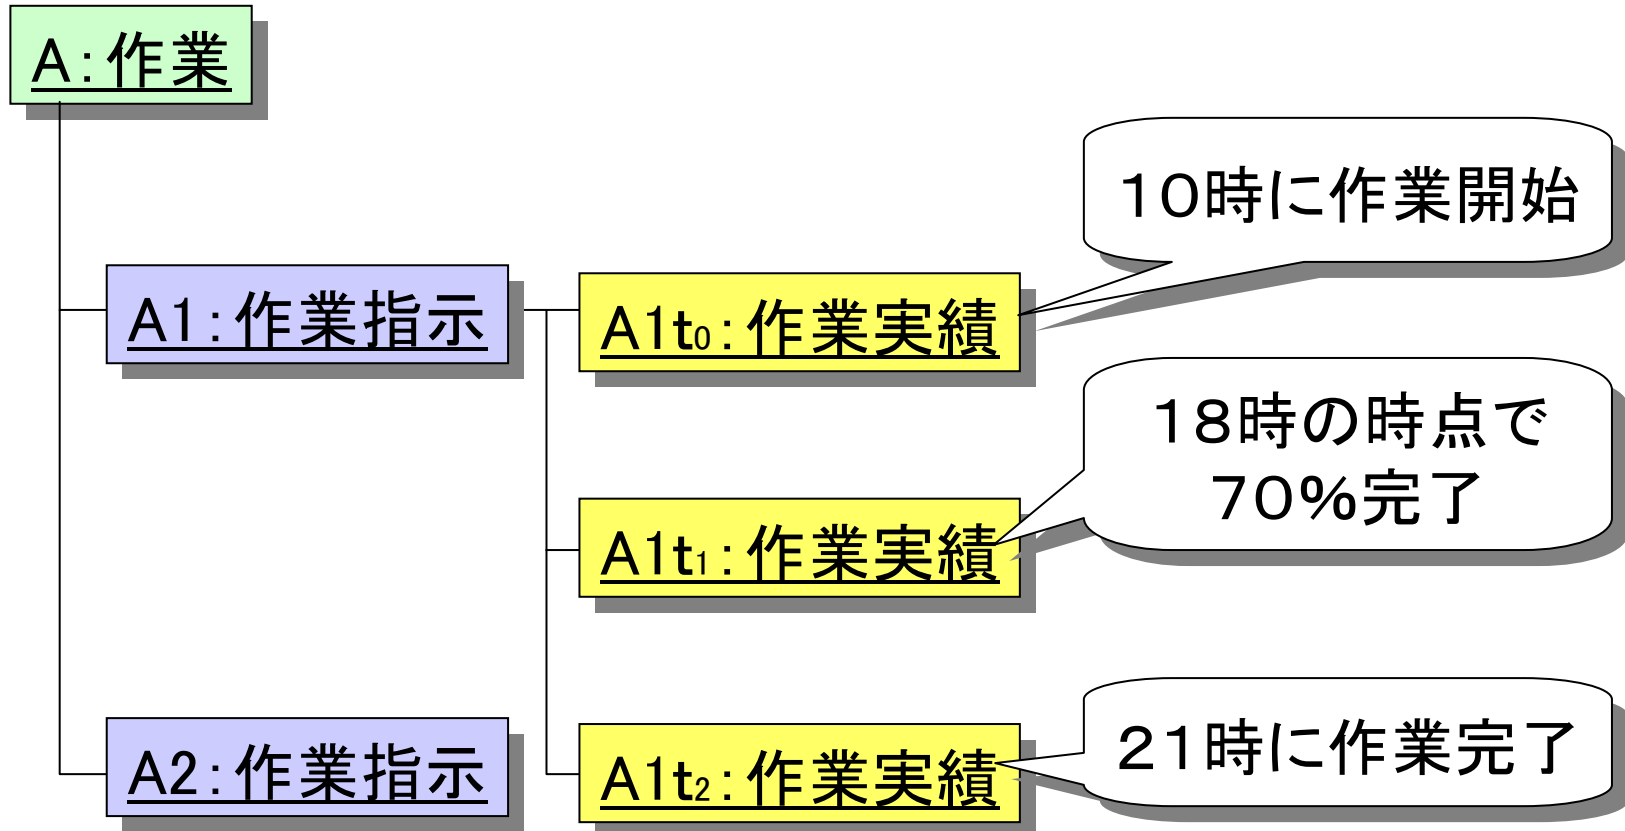 A:作業
10時に作業開始
A1:作業指示
A1t₀:作業実績
18時の時点で
70%完了
A1t₁:作業実績
A2:作業指示
A1t₂:作業実績
21時に作業完了